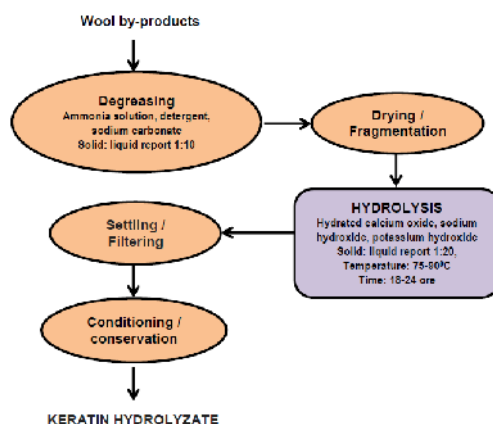 Wool by-products
Degreasing
Ammonia solution, detergent,
sodium carbonate
Solid: liquid report 1:10
Drying /
Fragmentation
HYDROLYSIS
Hydrated calcium oxide, sodium
hydroxide, potassium hydroxide
Solid: liquid report 1:20,
Temperature: 75-90⁰C
Time: 18-24 ore
Settling /
Filtering
Conditioning /
conservation
KERATIN HYDROLYZATE